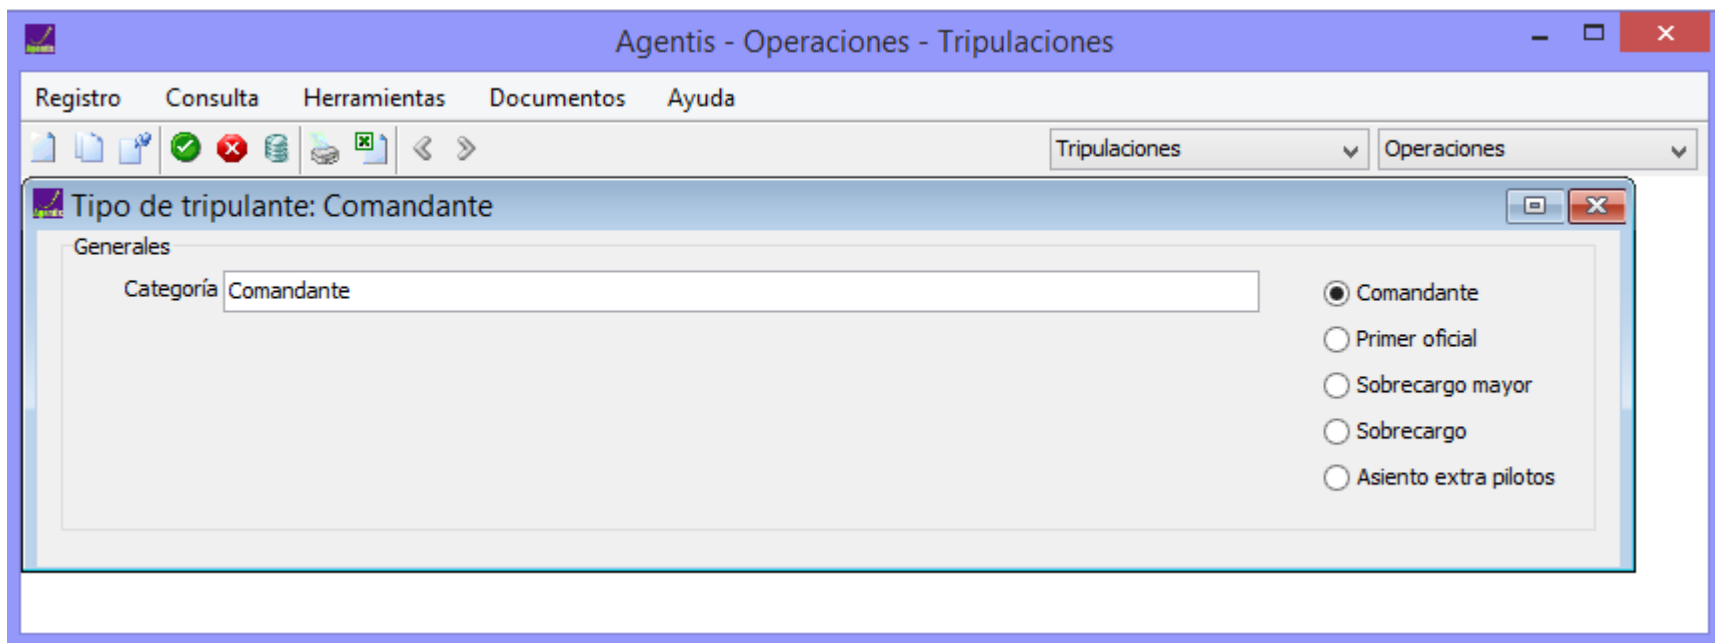 Agentis - Operaciones - Tripulaciones
Registro Consulta Herramientas Documentos Ayuda
Tripulaciones Operaciones
Tipo de tripulante: Comandante
Generales
Categoría Comandante
Comandante
Primer oficial
Sobrecargo mayor
Sobrecargo
Asiento extra pilotos